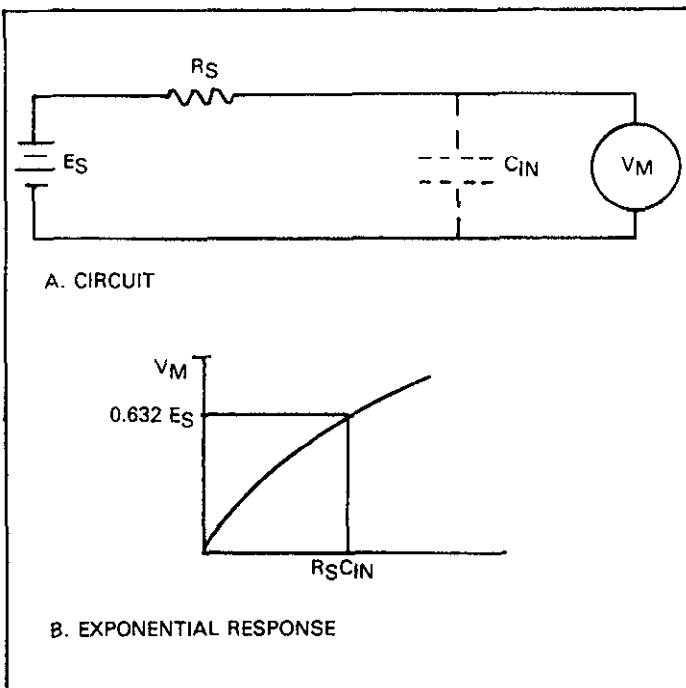 RS
ES
CIN
VM
A. CIRCUIT
VM
0.632 ES
RSCIN
B. EXPONENTIAL RESPONSE